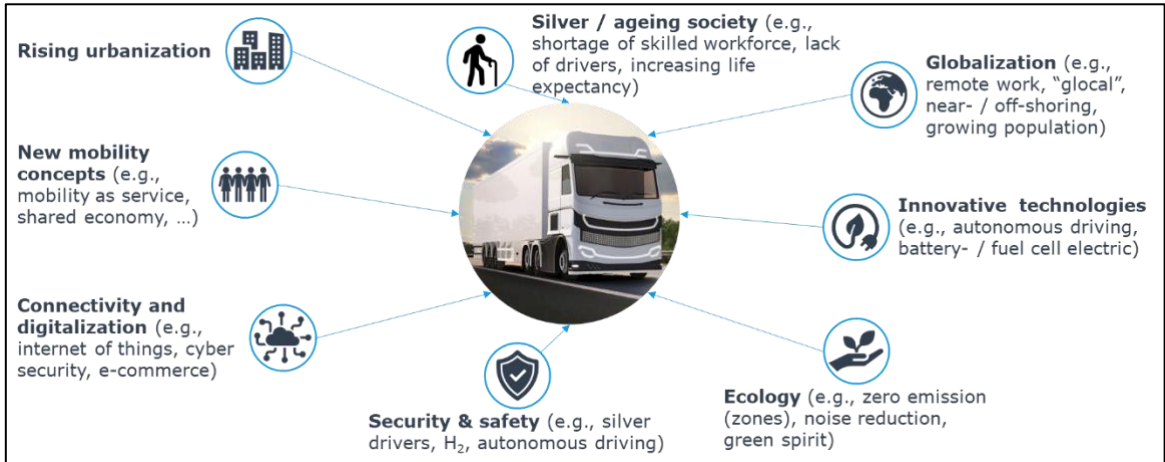 Rising urbanization
Silver / ageing society (e.g.,
shortage of skilled workforce, lack
of drivers, increasing life
expectancy)
Globalization (e.g.,
remote work, “glocal”,
near- / off-shoring,
growing population)
New mobility
concepts (e.g.,
mobility as service,
shared economy, ...)
Innovative technologies
(e.g., autonomous driving,
battery- / fuel cell electric)
Connectivity and
digitalization (e.g.,
internet of things, cyber
security, e-commerce)
Security & safety (e.g., silver
drivers, H₂, autonomous driving)
Ecology (e.g., zero emission
(zones), noise reduction,
green spirit)